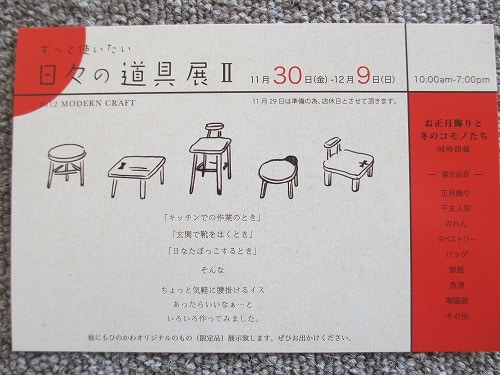 ずっと使いたい
日々の道具展Ⅱ
11月30日(金)-12月9日(日)
10:00am-7:00pm
2012 MODERN CRAFT
11月29日は準備の為、店休日とさせて頂きます。
お正月飾りと
冬のコモノたち
同時開催
― 展示品目 ―
正月飾り
干支人形
のれん
タペストリー
バッグ
鉄器
急須
陶磁器
その他
「キッチンでの作業のとき」
「玄関で靴をはくとき」
「日なたぼっこするとき」
そんな
ちょっと気軽に腰掛けるイス
あったらいいなぁ…と
いろいろ作ってみました。
他にもひのかわオリジナルのもの（限定品）展示致します。ぜひお出かけください。